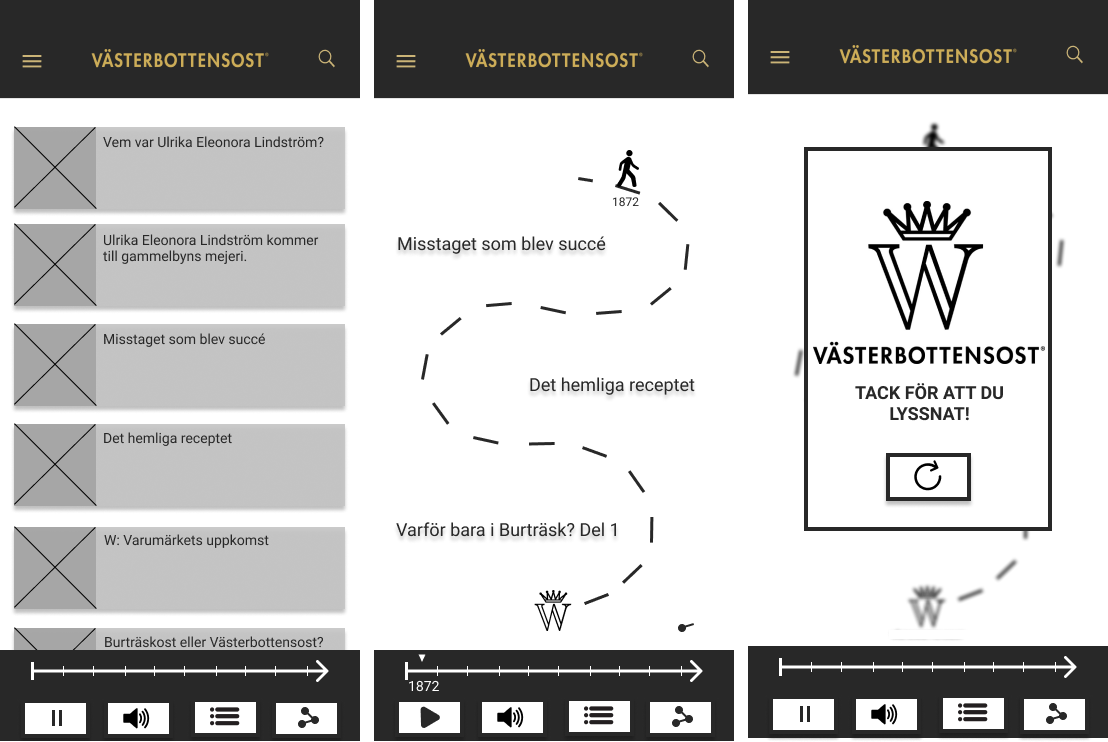 VÄSTERBOTTENSOST®
Vem var Ulrika Eleonora Lindström?
Ulrika Eleonora Lindström kommer
till gammelbyns mejeri.
Misstaget som blev succé
Det hemliga receptet
W: Varumärkets uppkomst
Burträskost eller Västerbottensost?
VÄSTERBOTTENSOST®
1872
Misstaget som blev succé
Det hemliga receptet
Varför bara i Burträsk? Del 1
W
1872
VÄSTERBOTTENSOST®
W
VÄSTERBOTTENSOST®
TACK FÖR ATT DU
LYSSNAT!
W